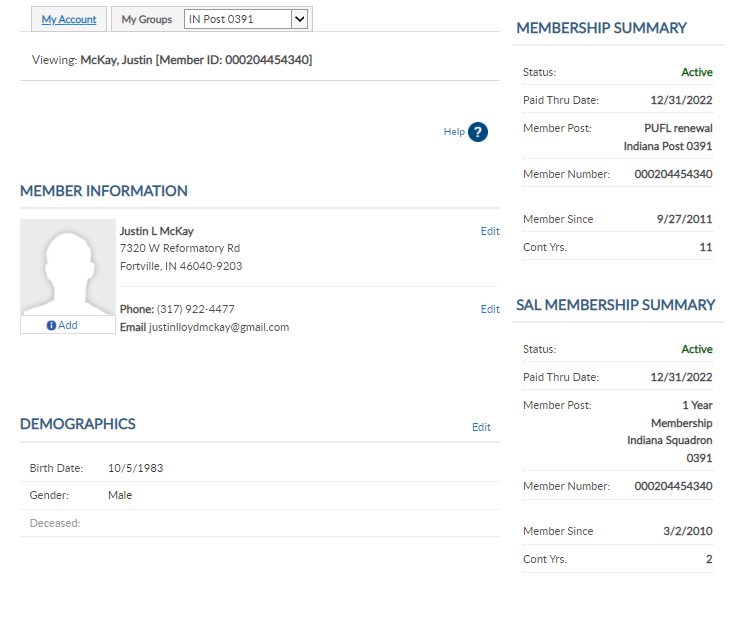 My Account
My Groups IN Post 0391
Viewing: McKay, Justin [Member ID: 000204454340]
Help ?
MEMBER INFORMATION
Justin L McKay Edit
7320 W Reformatory Rd
Fortville, IN 46040-9203
Phone: (317) 922-4477 Edit
Email justinlloydmckay@gmail.com
i Add
DEMOGRAPHICS Edit
Birth Date: 10/5/1983
Gender: Male
Deceased:
MEMBERSHIP SUMMARY
Status: Active
Paid Thru Date: 12/31/2022
Member Post: PUFL renewal
Indiana Post 0391
Member Number: 000204454340
Member Since 9/27/2011
Cont Yrs. 11
SAL MEMBERSHIP SUMMARY
Status: Active
Paid Thru Date: 12/31/2022
Member Post: 1 Year
Membership
Indiana Squadron
0391
Member Number: 000204454340
Member Since 3/2/2010
Cont Yrs. 2